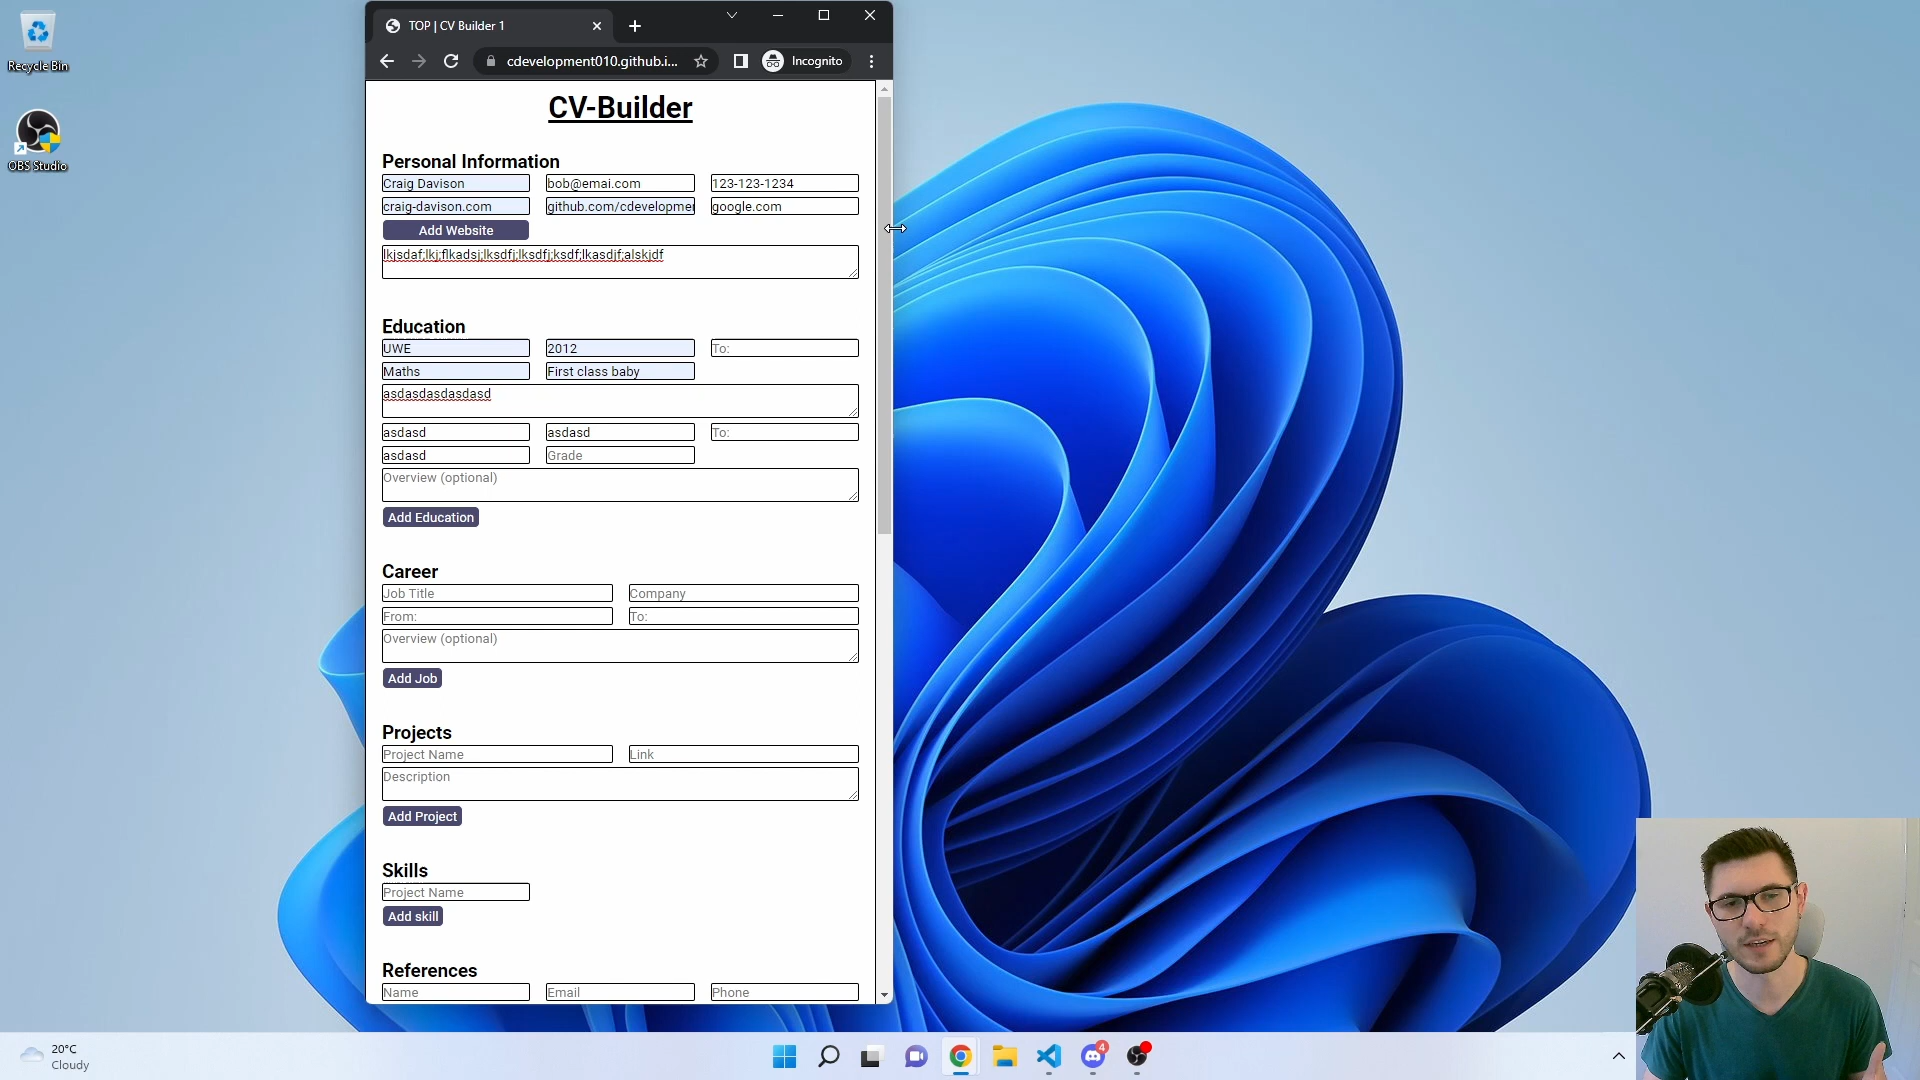 Recycle Bin
OBS Studio
TOP | CV Builder 1
cdevelopment010.github.i...
Incognito
CV-Builder
Personal Information
Craig Davison
bob@emai.com
123-123-1234
craig-davison.com
github.com/cdevelopmer
google.com
Add Website
lkjsdaf;lkj;flkadsj;lksdfj;lksdfj;ksdf;lkasdjf;alskjdf
Education
UWE
2012
To:
Maths
First class baby
asdasdasdasdasd
asdasd
asdasd
To:
asdasd
Grade
Overview (optional)
Add Education
Career
Job Title
Company
From:
To:
Overview (optional)
Add Job
Projects
Project Name
Link
Description
Add Project
Skills
Project Name
Add skill
References
Name
Email
Phone
20°C
Cloudy
4